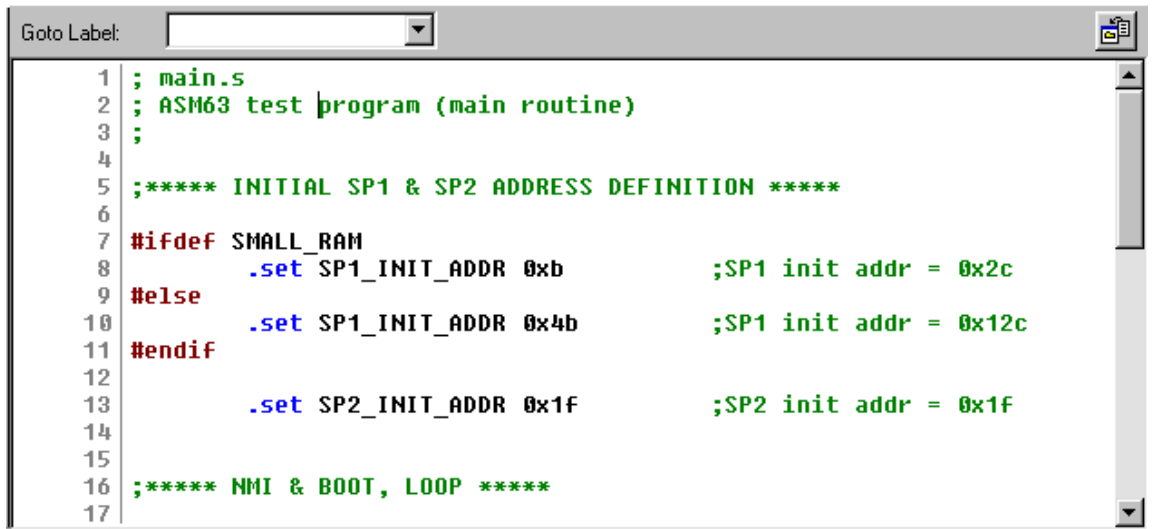 Goto Label:
1 ; main.s
2 ; ASM63 test program (main routine)
3 ;
4
5 ;***** INITIAL SP1 & SP2 ADDRESS DEFINITION *****
6
7 #ifdef SMALL_RAM
8 .set SP1_INIT_ADDR 0xb ;SP1 init addr = 0x2c
9 #else
10 .set SP1_INIT_ADDR 0x4b ;SP1 init addr = 0x12c
11 #endif
12
13 .set SP2_INIT_ADDR 0x1f ;SP2 init addr = 0x1f
14
15
16 ;***** NMI & BOOT, LOOP *****
17